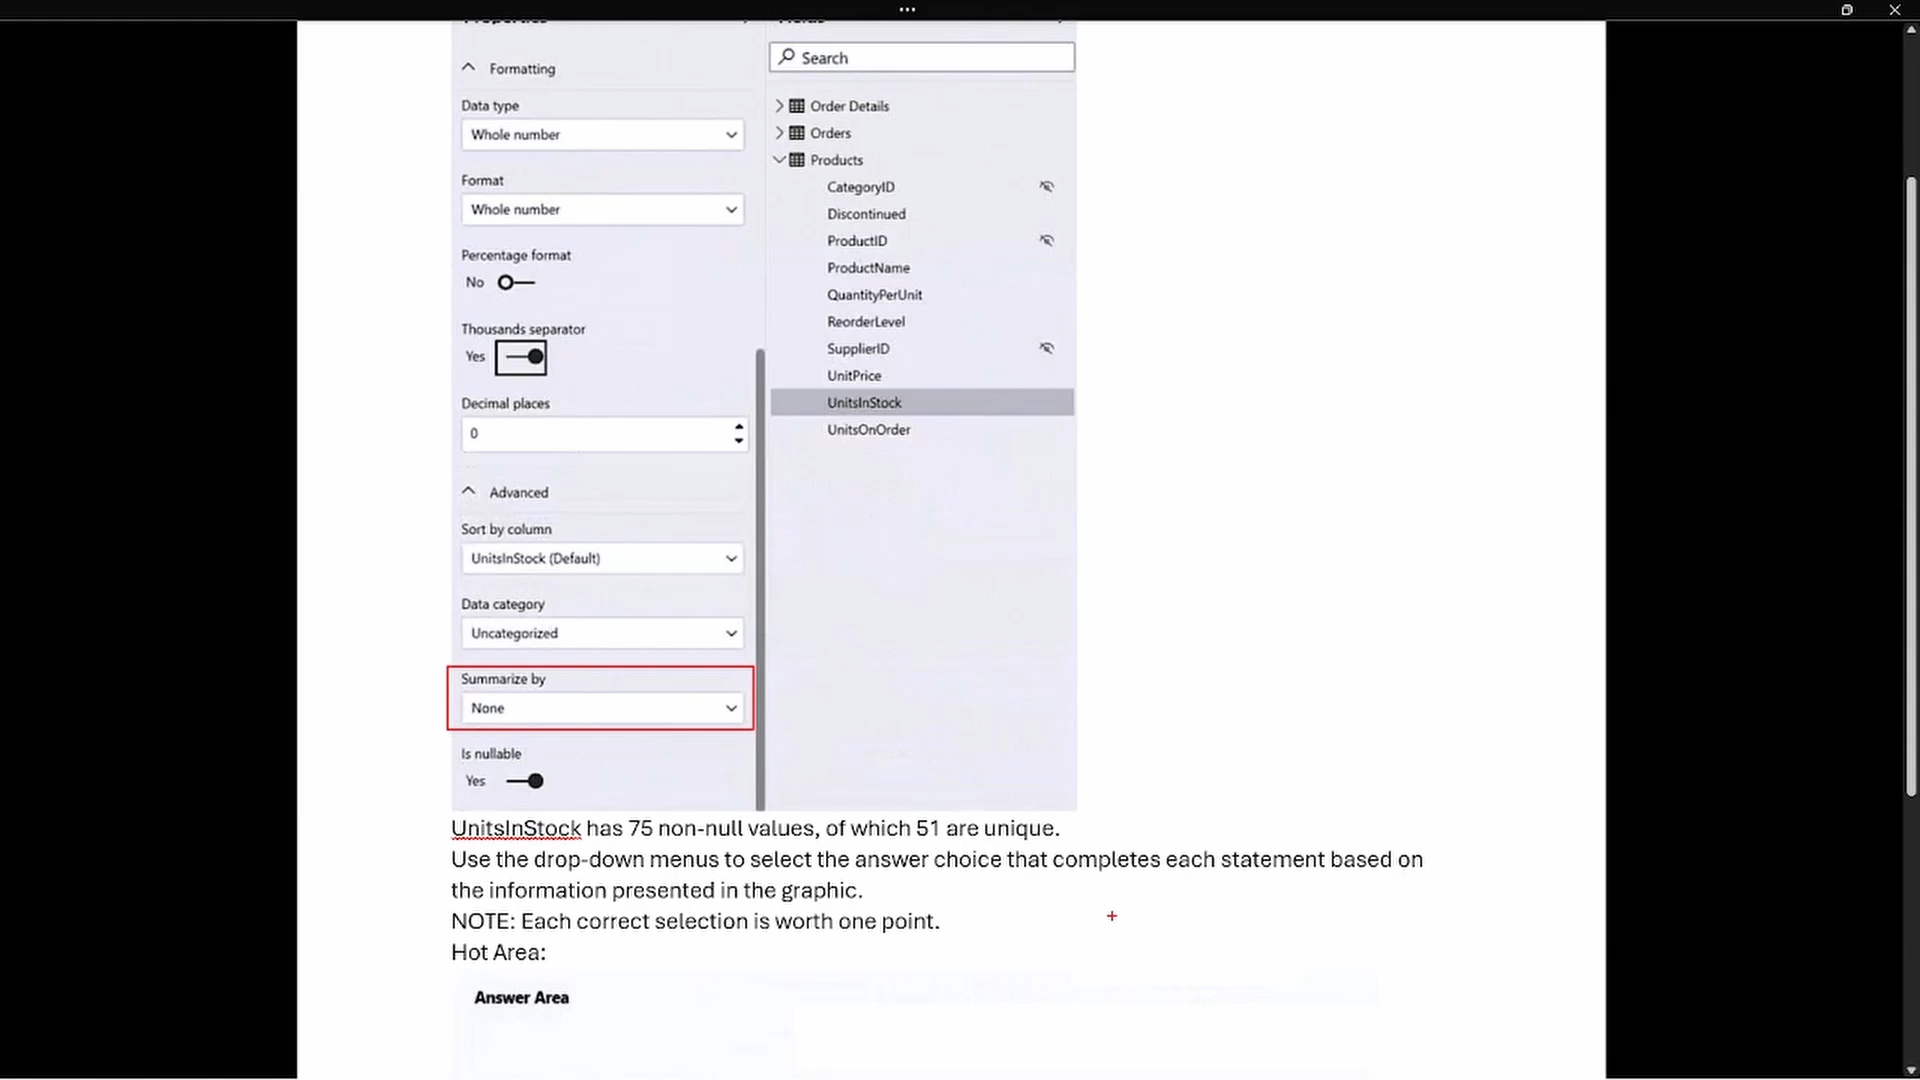 Search
Formatting
Data type
Whole number
Format
Whole number
Percentage format
No
Thousands separator
Yes
Decimal places
0
Advanced
Sort by column
UnitsInStock (Default)
Data category
Uncategorized
Summarize by
None
Is nullable
Yes
Order Details
Orders
Products
CategoryID
Discontinued
ProductID
ProductName
QuantityPerUnit
ReorderLevel
SupplierID
UnitPrice
UnitsInStock
UnitsOnOrder
UnitsInStock has 75 non-null values, of which 51 are unique.
Use the drop-down menus to select the answer choice that completes each statement based on
the information presented in the graphic.
NOTE: Each correct selection is worth one point.
Hot Area:
Answer Area